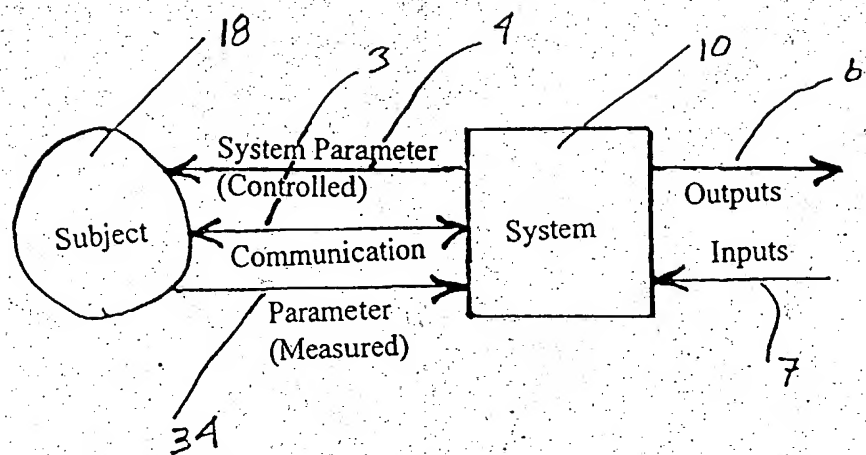 18
3
4
10
6
System Parameter
(Controlled)
Subject
Communication
System
Outputs
Inputs
Parameter
(Measured)
34
7